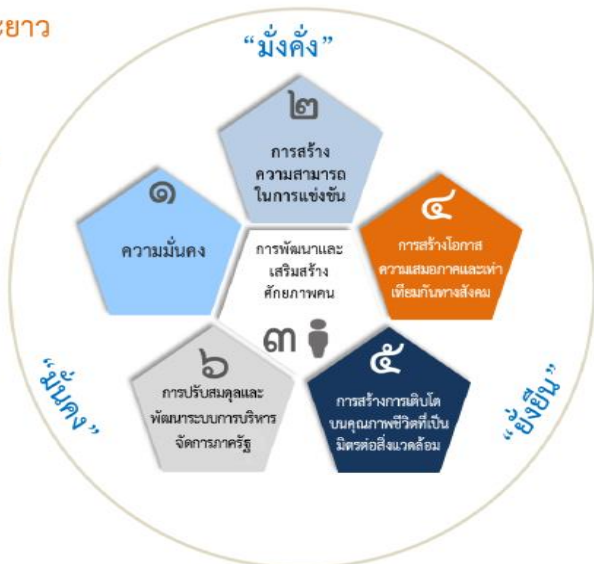 “มั่งคั่ง”
๒
การสร้าง
ความสามารถ
ในการแข่งขัน
๑
ความมั่นคง
การพัฒนาและ
เสริมสร้าง
ศักยภาพคน
๓
๔
การสร้างโอกาส
ความเสมอภาคและเท่า
เทียมกันทางสังคม
๖
การปรับสมดุลและ
พัฒนาระบบการบริหาร
จัดการภาครัฐ
๕
การสร้างการเติบโต
บนคุณภาพชีวิตที่เป็น
มิตรต่อสิ่งแวดล้อม
“มั่นคง”
“ยั่งยืน”